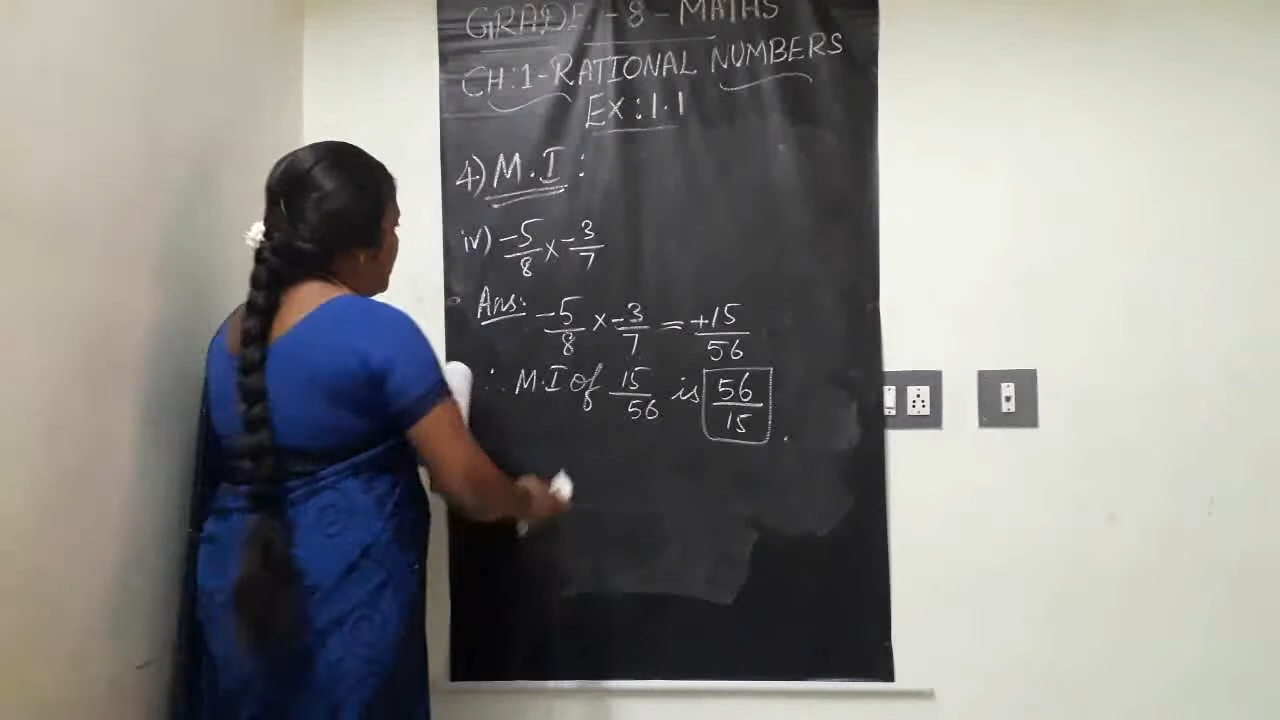 GRADE - 8 - MATHS
CH:1-RATIONAL NUMBERS
EX:1.1
4) M.I :
iv) -5/8 x -3/7
Ans: -5/8 x -3/7 = +15/56
∴ M.I of 15/56 is 56/15 .